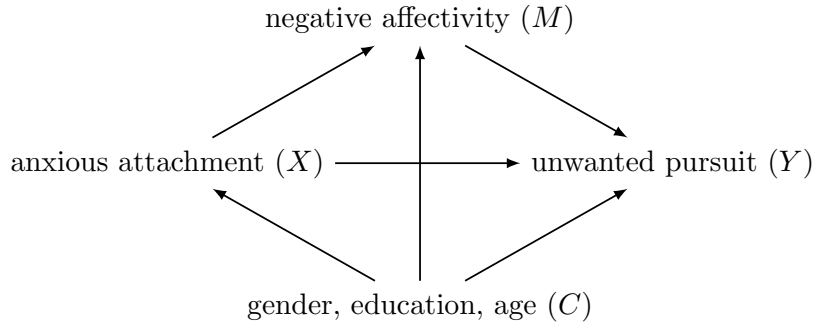 negative affectivity (M)
anxious attachment (X)
unwanted pursuit (Y)
gender, education, age (C)